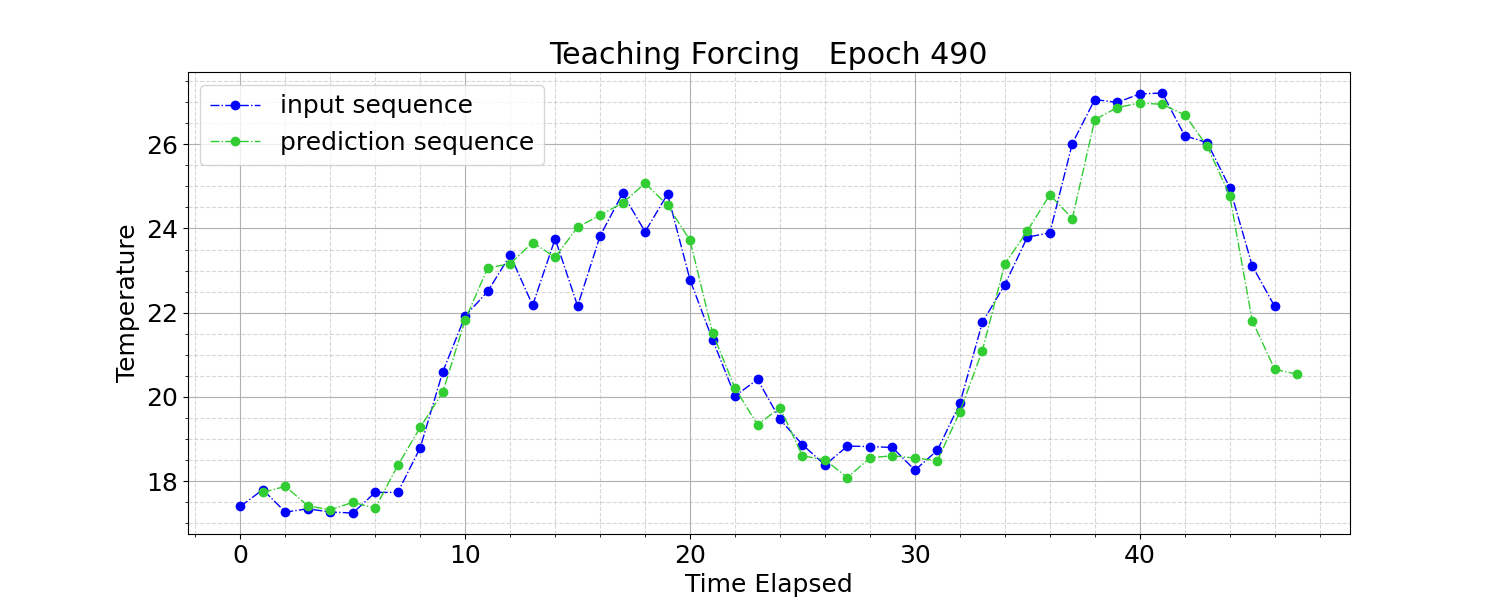 Teaching Forcing   Epoch 490
input sequence
prediction sequence
Temperature
26
24
22
20
18
0 10 20 30 40
Time Elapsed